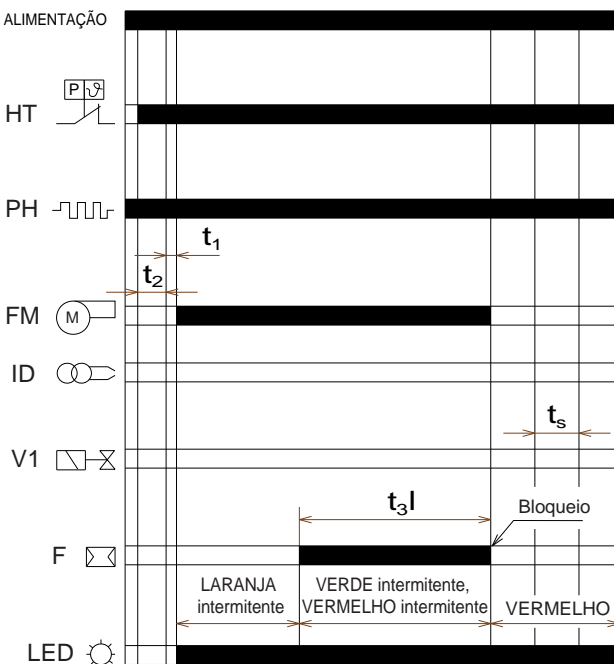 ALIMENTAÇÃO
P ϑ
HT
PH
t1
t2
FM M
ID
ts
V1
t3l
Bloqueio
F
LARANJA
intermitente
VERDE intermitente,
VERMELHO intermitente
VERMELHO
LED